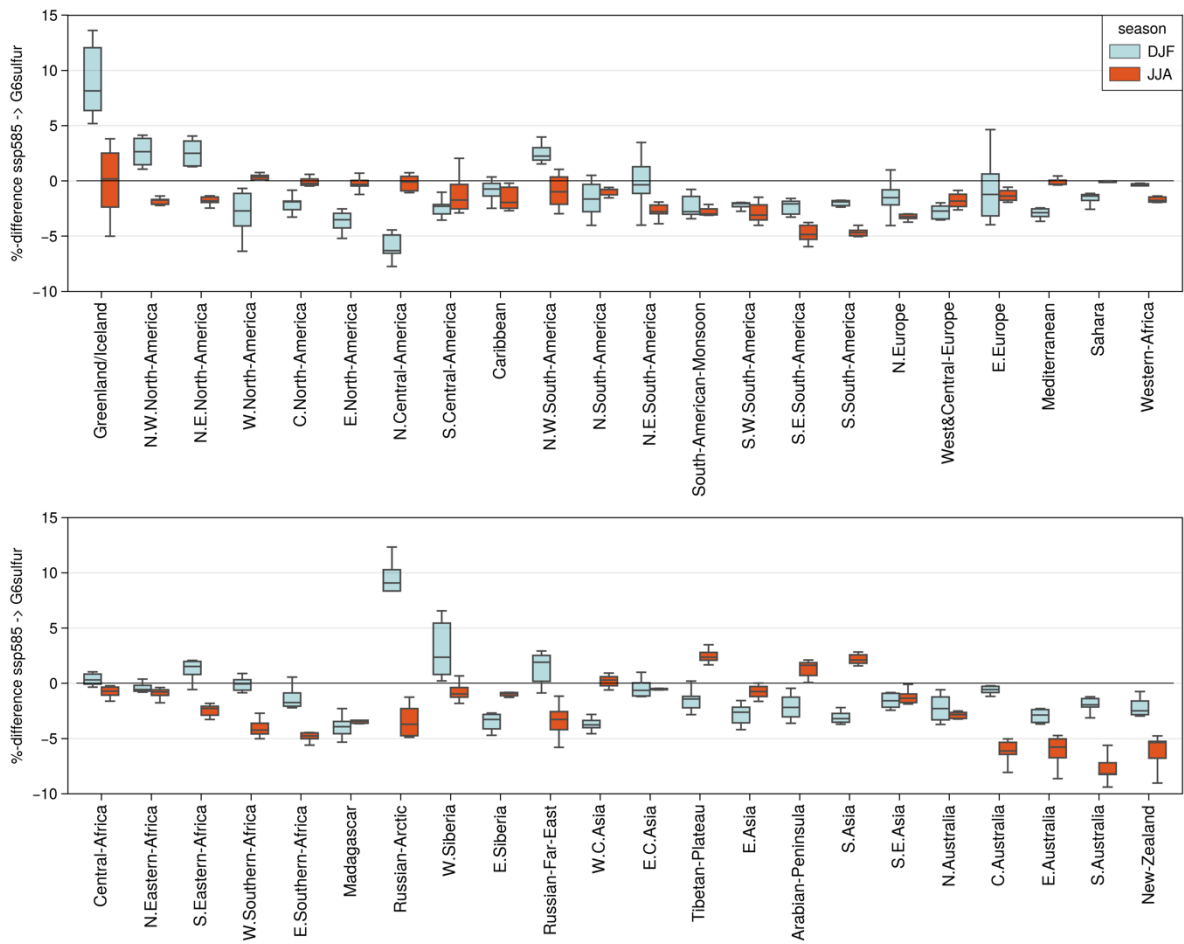 15
10
5
0
−5
−10
%-difference ssp585 -> G6sulfur
season
DJF
JJA
Greenland/Iceland
N.W.North-America
N.E.North-America
W.North-America
C.North-America
E.North-America
N.Central-America
S.Central-America
Caribbean
N.W.South-America
N.South-America
N.E.South-America
South-American-Monsoon
S.W.South-America
S.E.South-America
S.South-America
N.Europe
West&Central-Europe
E.Europe
Mediterranean
Sahara
Western-Africa
15
10
5
0
−5
−10
%-difference ssp585 -> G6sulfur
Central-Africa
N.Eastern-Africa
S.Eastern-Africa
W.Southern-Africa
E.Southern-Africa
Madagascar
Russian-Arctic
W.Siberia
E.Siberia
Russian-Far-East
W.C.Asia
E.C.Asia
Tibetan-Plateau
E.Asia
Arabian-Peninsula
S.Asia
S.E.Asia
N.Australia
C.Australia
E.Australia
S.Australia
New-Zealand